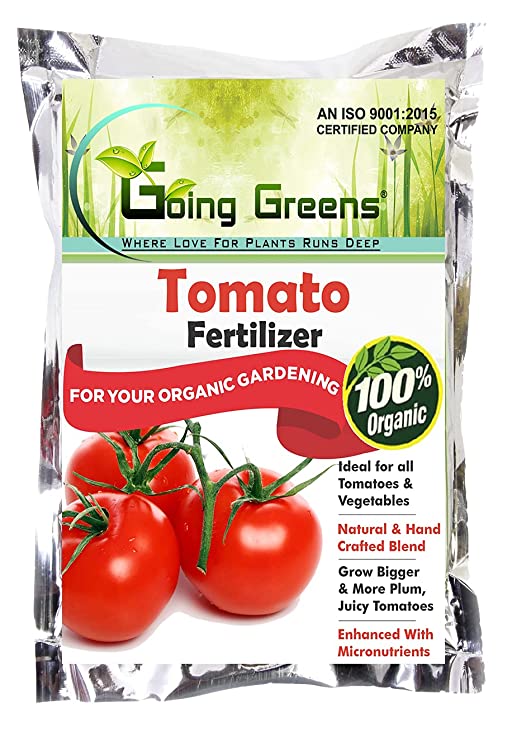 AN ISO 9001:2015
CERTIFIED COMPANY
Going Greens®
WHERE LOVE FOR PLANTS RUNS DEEP
Tomato
Fertilizer
FOR YOUR ORGANIC GARDENING
100%
Organic
Ideal for all
Tomatoes &
Vegetables
Natural & Hand
Crafted Blend
Grow Bigger
& More Plum,
Juicy Tomatoes
Enhanced With
Micronutrients